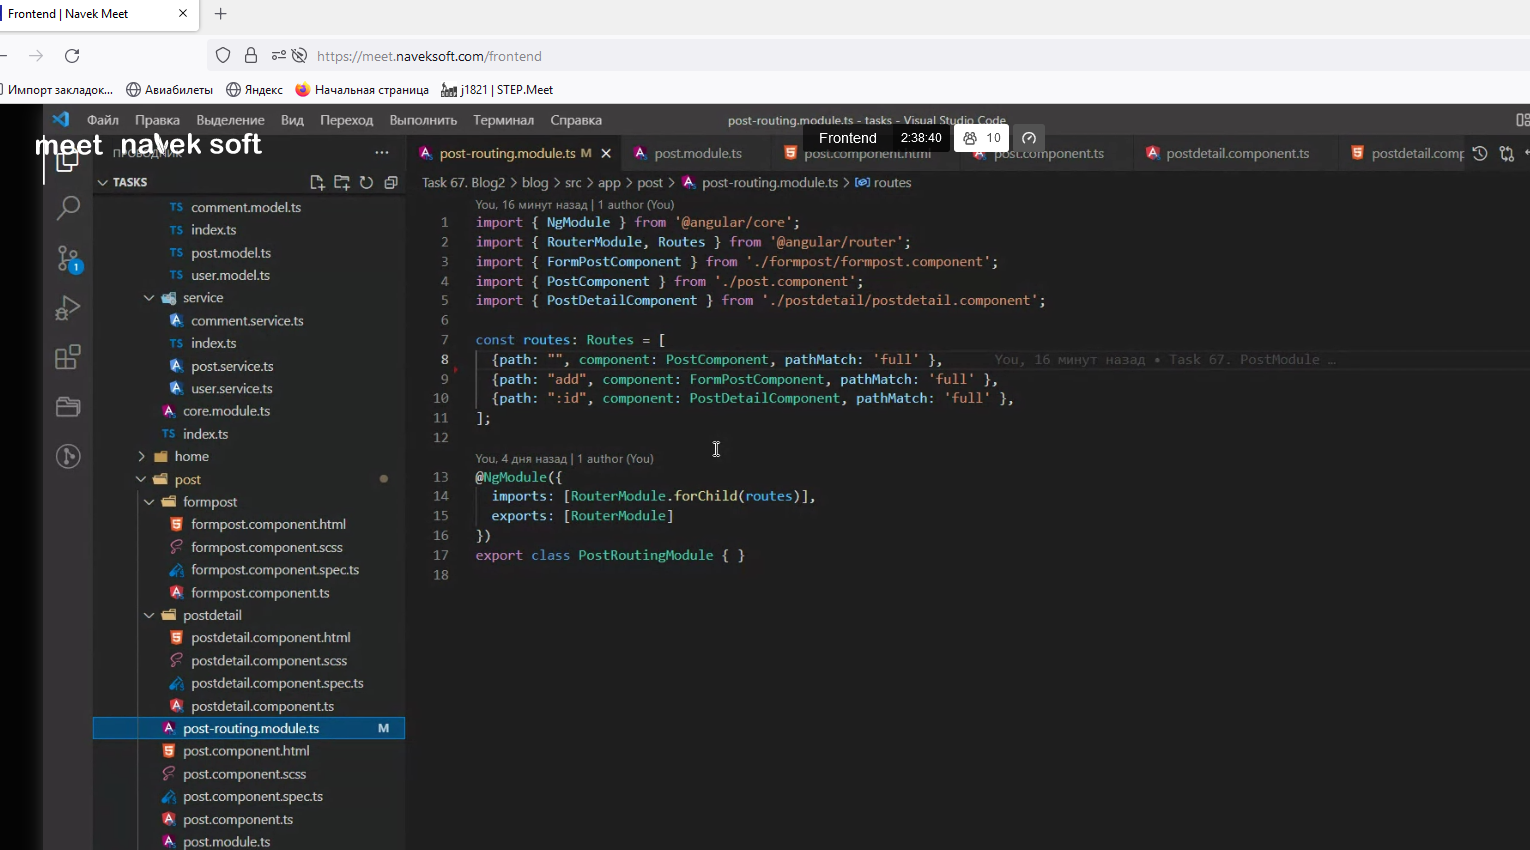 Frontend | Navek Meet
https://meet.naveksoft.com/frontend
Импорт закладок...
Авиабилеты
Яндекс
Начальная страница
j1821 | STEP.Meet
Файл Правка Выделение Вид Переход Выполнить Терминал Справка
post-routing.module.ts - tasks - Visual Studio Code
meet navek soft
ПРОВОДНИК
Frontend 2:38:40 10
post-routing.module.ts M
post.module.ts
post.component.html
post.component.ts
postdetail.component.ts
postdetail.comp
TASKS
Task 67. Blog2 > blog > src > app > post > post-routing.module.ts > routes
comment.model.ts
index.ts
post.model.ts
user.model.ts
service
comment.service.ts
index.ts
post.service.ts
user.service.ts
core.module.ts
index.ts
home
post
formpost
formpost.component.html
formpost.component.scss
formpost.component.spec.ts
formpost.component.ts
postdetail
postdetail.component.html
postdetail.component.scss
postdetail.component.spec.ts
postdetail.component.ts
post-routing.module.ts M
post.component.html
post.component.scss
post.component.spec.ts
post.component.ts
post.module.ts
1
You, 16 минут назад | 1 author (You)
1 import { NgModule } from '@angular/core';
2 import { RouterModule, Routes } from '@angular/router';
3 import { FormPostComponent } from './formpost/formpost.component';
4 import { PostComponent } from './post.component';
5 import { PostDetailComponent } from './postdetail/postdetail.component';
6
7 const routes: Routes = [
8 {path: "", component: PostComponent, pathMatch: 'full' }, You, 16 минут назад • Task 67. PostModule …
9 {path: "add", component: FormPostComponent, pathMatch: 'full' },
10 {path: ":id", component: PostDetailComponent, pathMatch: 'full' },
11 ];
12
You, 4 дня назад | 1 author (You)
13 @NgModule({
14 imports: [RouterModule.forChild(routes)],
15 exports: [RouterModule]
16 })
17 export class PostRoutingModule { }
18